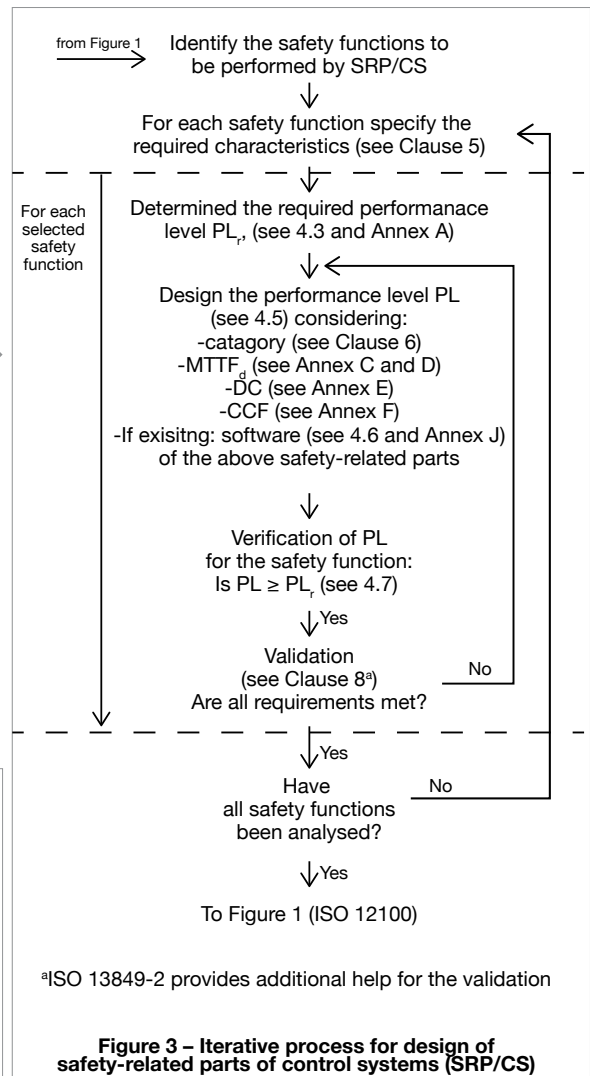 from Figure 1
Identify the safety functions to
be performed by SRP/CS
For each safety function specify the
required characteristics (see Clause 5)
For each
selected
safety
function
Determined the required performanace
level PLr, (see 4.3 and Annex A)
Design the performance level PL
(see 4.5) considering:
-catagory (see Clause 6)
-MTTFd (see Annex C and D)
-DC (see Annex E)
-CCF (see Annex F)
-If exisitng: software (see 4.6 and Annex J)
of the above safety-related parts
Verification of PL
for the safety function:
Is PL ≥ PLr (see 4.7)
Yes
Validation
(see Clause 8a)
Are all requirements met?
No
Yes
Have
all safety functions
been analysed?
No
Yes
To Figure 1 (ISO 12100)
aISO 13849-2 provides additional help for the validation
Figure 3 – Iterative process for design of
safety-related parts of control systems (SRP/CS)